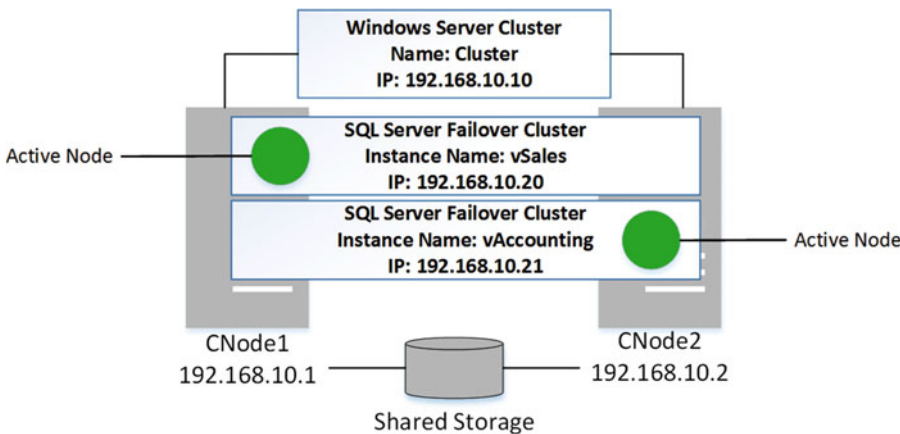 Windows Server Cluster
Name: Cluster
IP: 192.168.10.10
SQL Server Failover Cluster
Instance Name: vSales
IP: 192.168.10.20
Active Node
SQL Server Failover Cluster
Instance Name: vAccounting
IP: 192.168.10.21
Active Node
CNode1
192.168.10.1
CNode2
192.168.10.2
Shared Storage